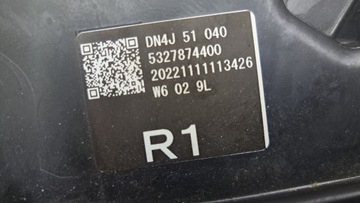 DN4J 51 040
5327874400
20221111113426
W6 02 9L
R1